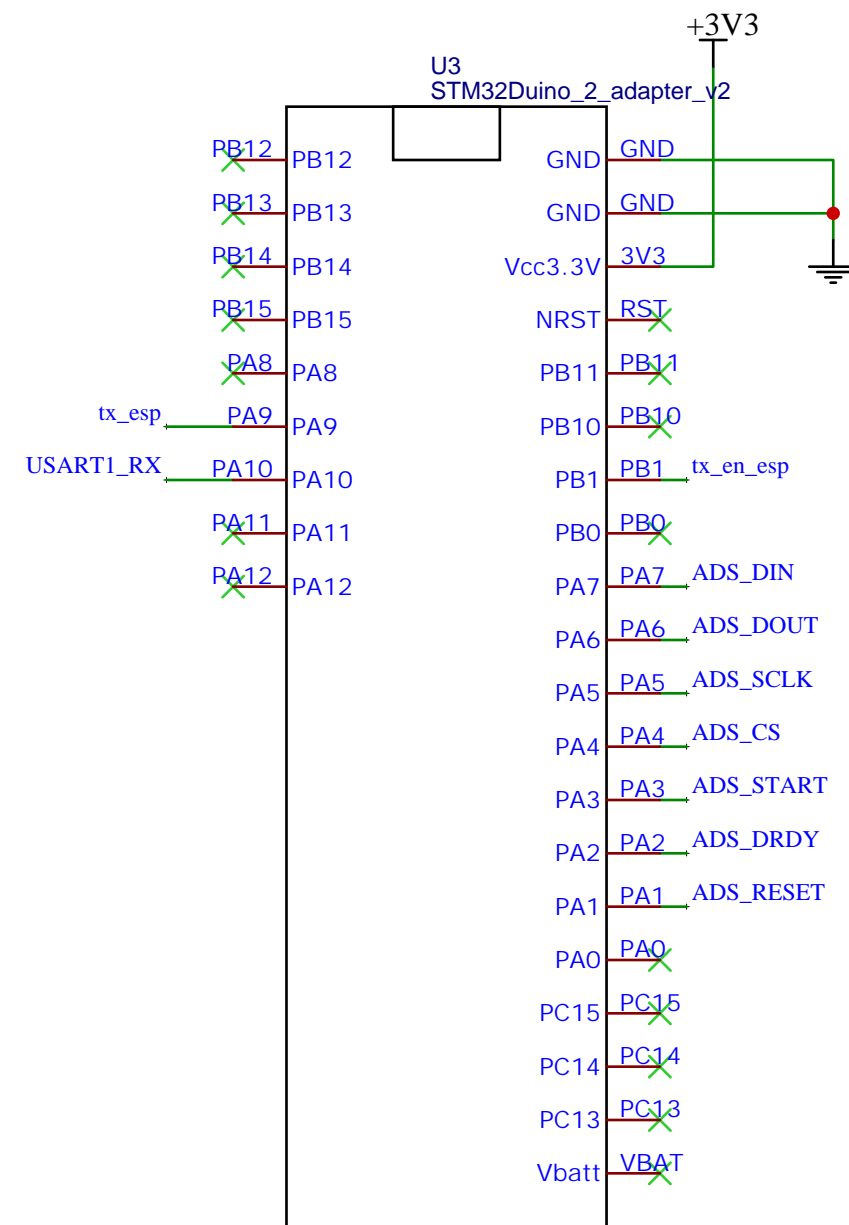 +3V3
U3
STM32Duino_2_adapter_v2
PB12 PB12 GND GND
PB13 PB13 GND GND
PB14 PB14 Vcc3.3V 3V3
PB15 PB15 NRST RST
PA8 PA8 PB11 PB11
tx_esp PA9 PA9 PB10 PB10
USART1_RX PA10 PA10 PB1 PB1 tx_en_esp
PA11 PA11 PB0 PB0
PA12 PA12 PA7 PA7 ADS_DIN
PA6 PA6 ADS_DOUT
PA5 PA5 ADS_SCLK
PA4 PA4 ADS_CS
PA3 PA3 ADS_START
PA2 PA2 ADS_DRDY
PA1 PA1 ADS_RESET
PA0 PA0
PC15 PC15
PC14 PC14
PC13 PC13
Vbatt VBAT